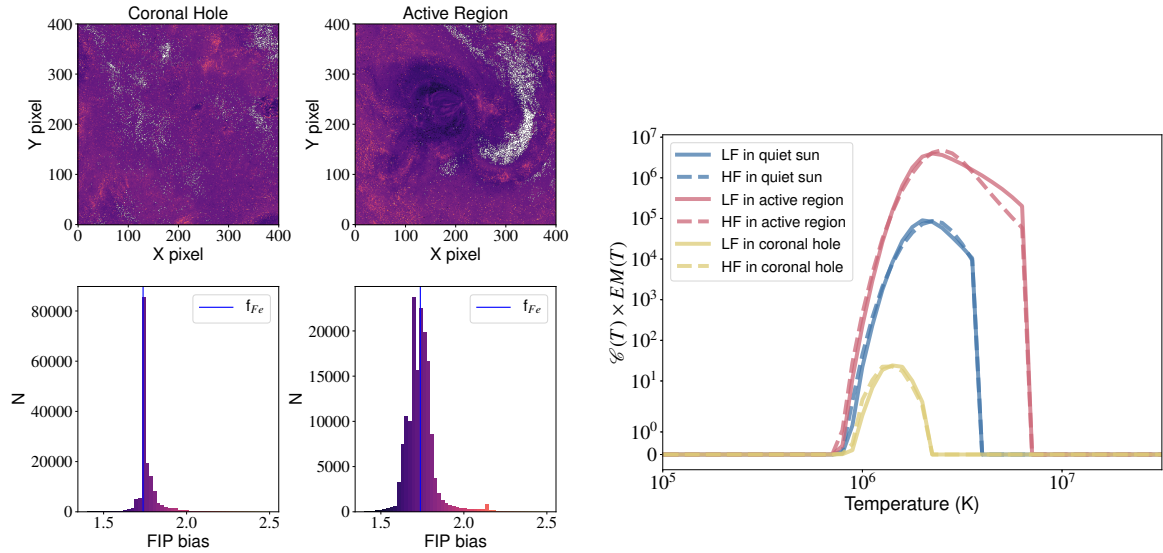 Coronal Hole
Active Region
400
300
200
100
0
Y pixel
0 100 200 300 400
X pixel
400
300
200
100
0
Y pixel
0 100 200 300 400
X pixel
80000
60000
40000
20000
0
N
f_Fe
1.5 2.0 2.5
FIP bias
20000
15000
10000
5000
0
N
f_Fe
1.5 2.0 2.5
FIP bias
10^7
10^6
10^5
10^4
10^3
10^2
10^1
10^0
0
𝒞(T) × EM(T)
LF in quiet sun
HF in quiet sun
LF in active region
HF in active region
LF in coronal hole
HF in coronal hole
10^5 10^6 10^7
Temperature (K)